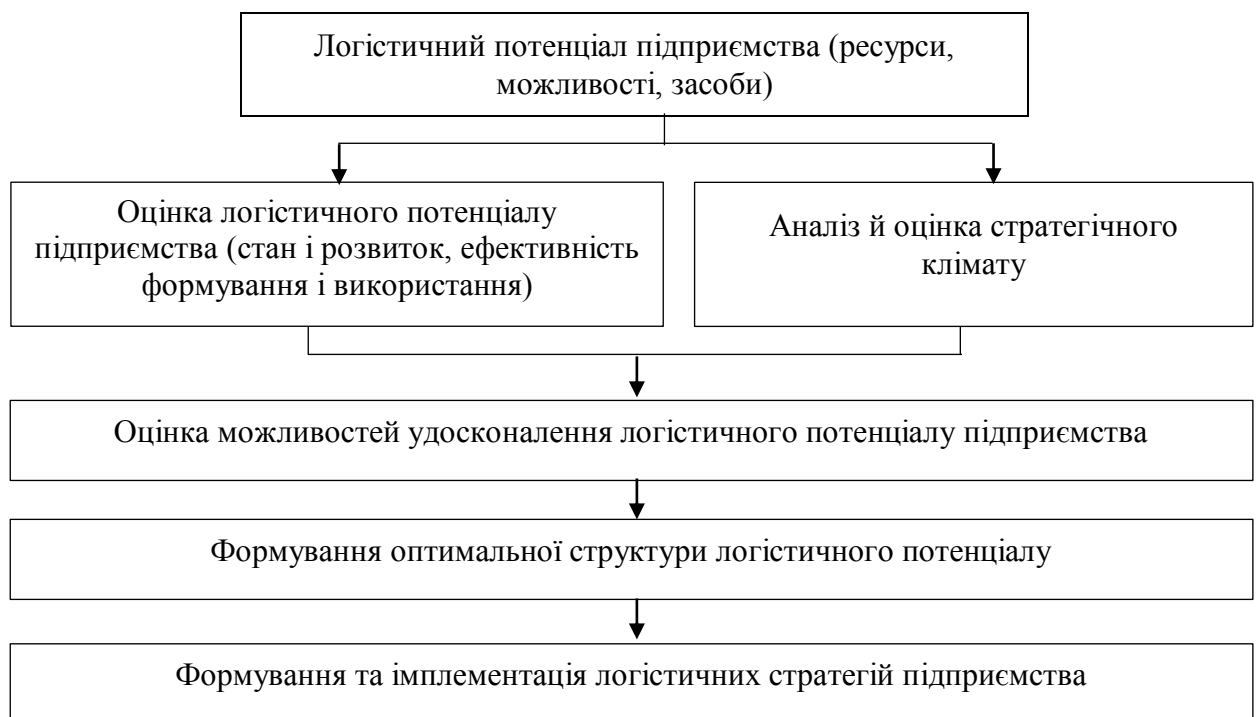 Логістичний потенціал підприємства (ресурси,
можливості, засоби)
Оцінка логістичного потенціалу
підприємства (стан і розвиток, ефективність
формування і використання)
Аналіз й оцінка стратегічного
клімату
Оцінка можливостей удосконалення логістичного потенціалу підприємства
Формування оптимальної структури логістичного потенціалу
Формування та імплементація логістичних стратегій підприємства